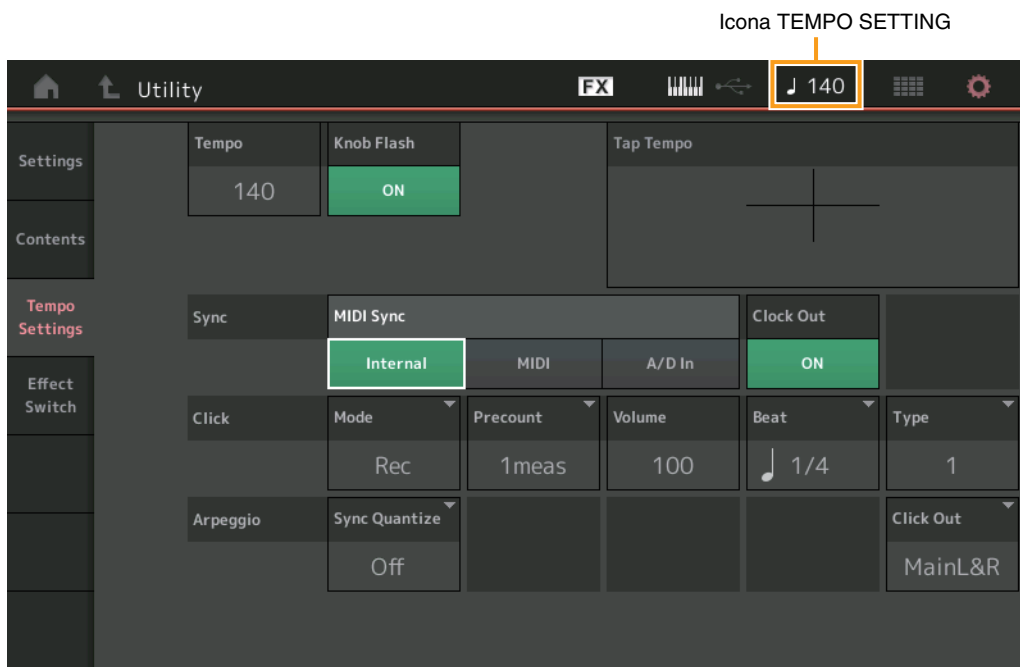 Icona TEMPO SETTING
Utility
FX
♩ 140
Settings
Contents
Tempo
Settings
Effect
Switch
Tempo
140
Knob Flash
ON
Tap Tempo
Sync
MIDI Sync
Internal
MIDI
A/D In
Clock Out
ON
Click
Mode
Rec
Precount
1meas
Volume
100
Beat
♩ 1/4
Type
1
Arpeggio
Sync Quantize
Off
Click Out
MainL&R